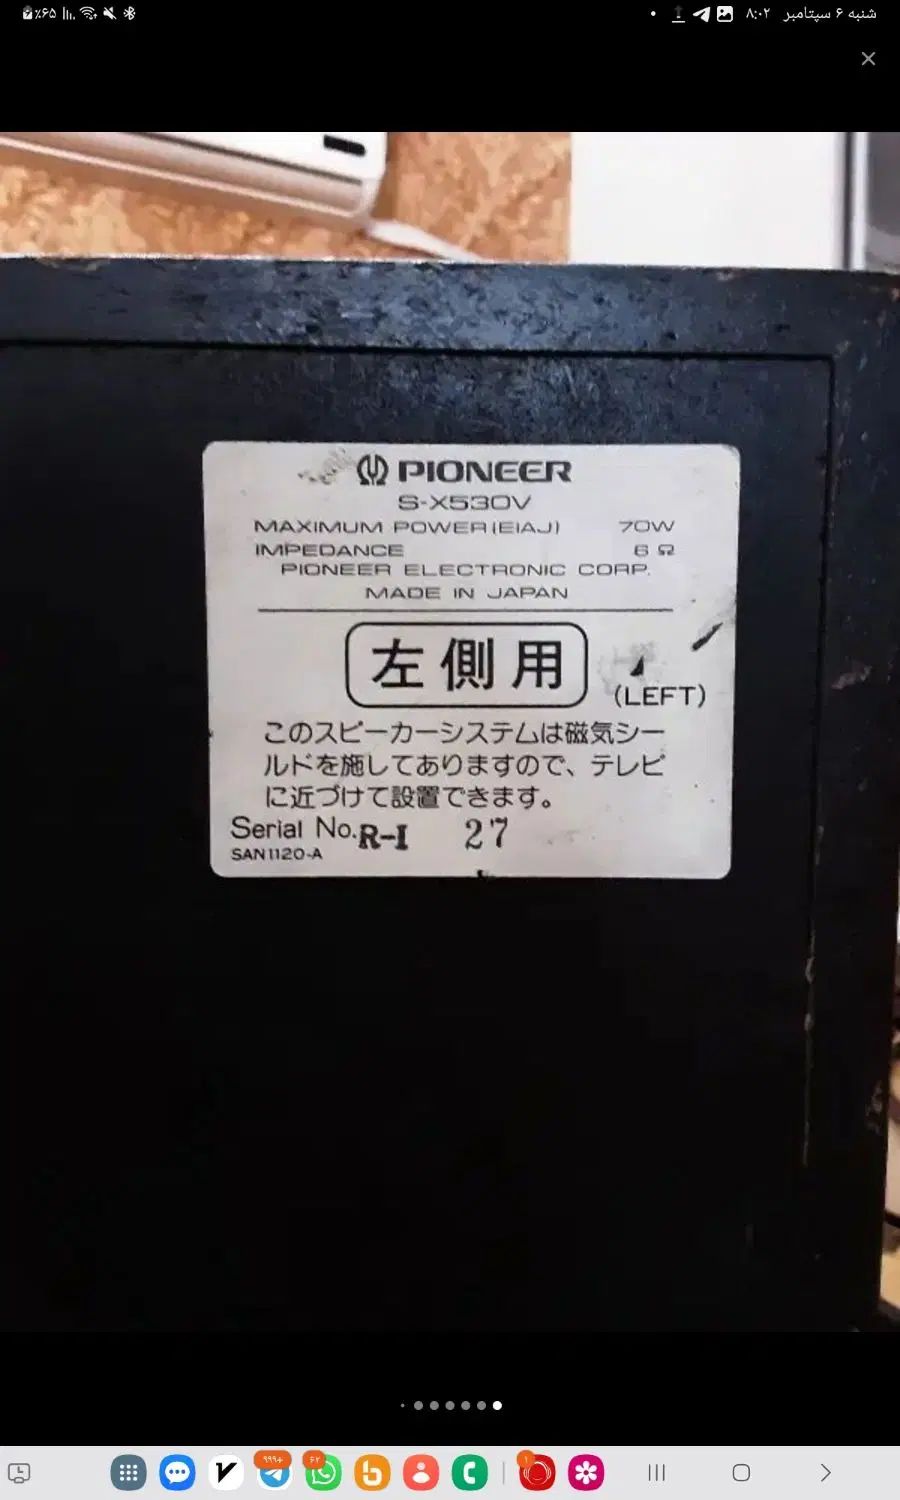 ٪۶۵
۸:۰۲ شنبه ۶ سپتامبر
PIONEER
S-X530V
MAXIMUM POWER(EIAJ) 70W
IMPEDANCE 6 Ω
PIONEER ELECTRONIC CORP.
MADE IN JAPAN
左側用
(LEFT)
このスピーカーシステムは磁気シー
ルドを施してありますので、テレビ
に近づけて設置できます。
Serial No. R-I 27
SAN1120-A
۹۹۹+
۶۲
۱